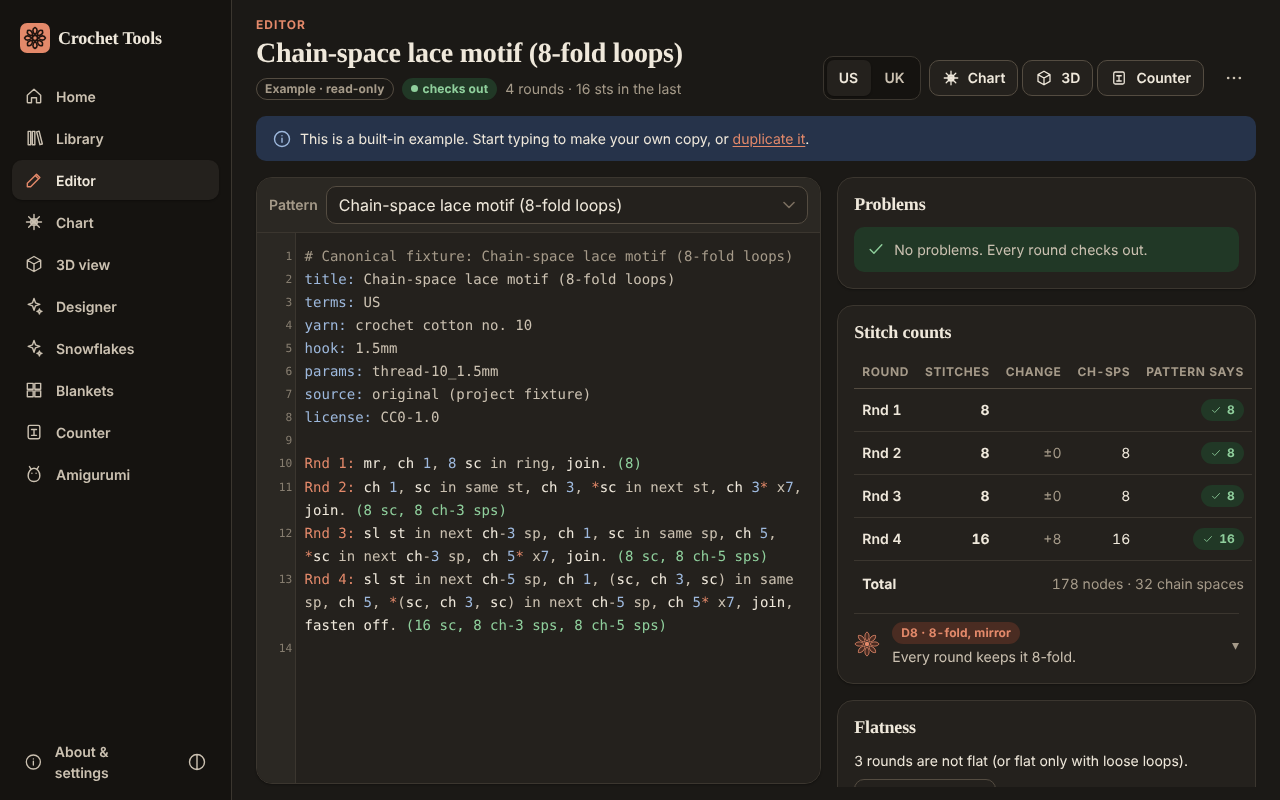 Crochet Tools
Home
Library
Editor
Chart
3D view
Designer
Snowflakes
Blankets
Counter
Amigurumi
About &
settings
EDITOR
Chain-space lace motif (8-fold loops)
Example · read-only
checks out
4 rounds · 16 sts in the last
US
UK
Chart
3D
Counter
This is a built-in example. Start typing to make your own copy, or duplicate it.
Pattern
Chain-space lace motif (8-fold loops)
1 # Canonical fixture: Chain-space lace motif (8-fold loops)
2 title: Chain-space lace motif (8-fold loops)
3 terms: US
4 yarn: crochet cotton no. 10
5 hook: 1.5mm
6 params: thread-10_1.5mm
7 source: original (project fixture)
8 license: CC0-1.0
9
10 Rnd 1: mr, ch 1, 8 sc in ring, join. (8)
11 Rnd 2: ch 1, sc in same st, ch 3, *sc in next st, ch 3* x7,
join. (8 sc, 8 ch-3 sps)
12 Rnd 3: sl st in next ch-3 sp, ch 1, sc in same sp, ch 5,
*sc in next ch-3 sp, ch 5* x7, join. (8 sc, 8 ch-5 sps)
13 Rnd 4: sl st in next ch-5 sp, ch 1, (sc, ch 3, sc) in same
sp, ch 5, *(sc, ch 3, sc) in next ch-5 sp, ch 5* x7, join,
fasten off. (16 sc, 8 ch-3 sps, 8 ch-5 sps)
14
Problems
No problems. Every round checks out.
Stitch counts
ROUND STITCHES CHANGE CH-SPS PATTERN SAYS
Rnd 1 8 ✓ 8
Rnd 2 8 ±0 8 ✓ 8
Rnd 3 8 ±0 8 ✓ 8
Rnd 4 16 +8 16 ✓ 16
Total 178 nodes · 32 chain spaces
D8 · 8-fold, mirror
Every round keeps it 8-fold.
Flatness
3 rounds are not flat (or flat only with loose loops).